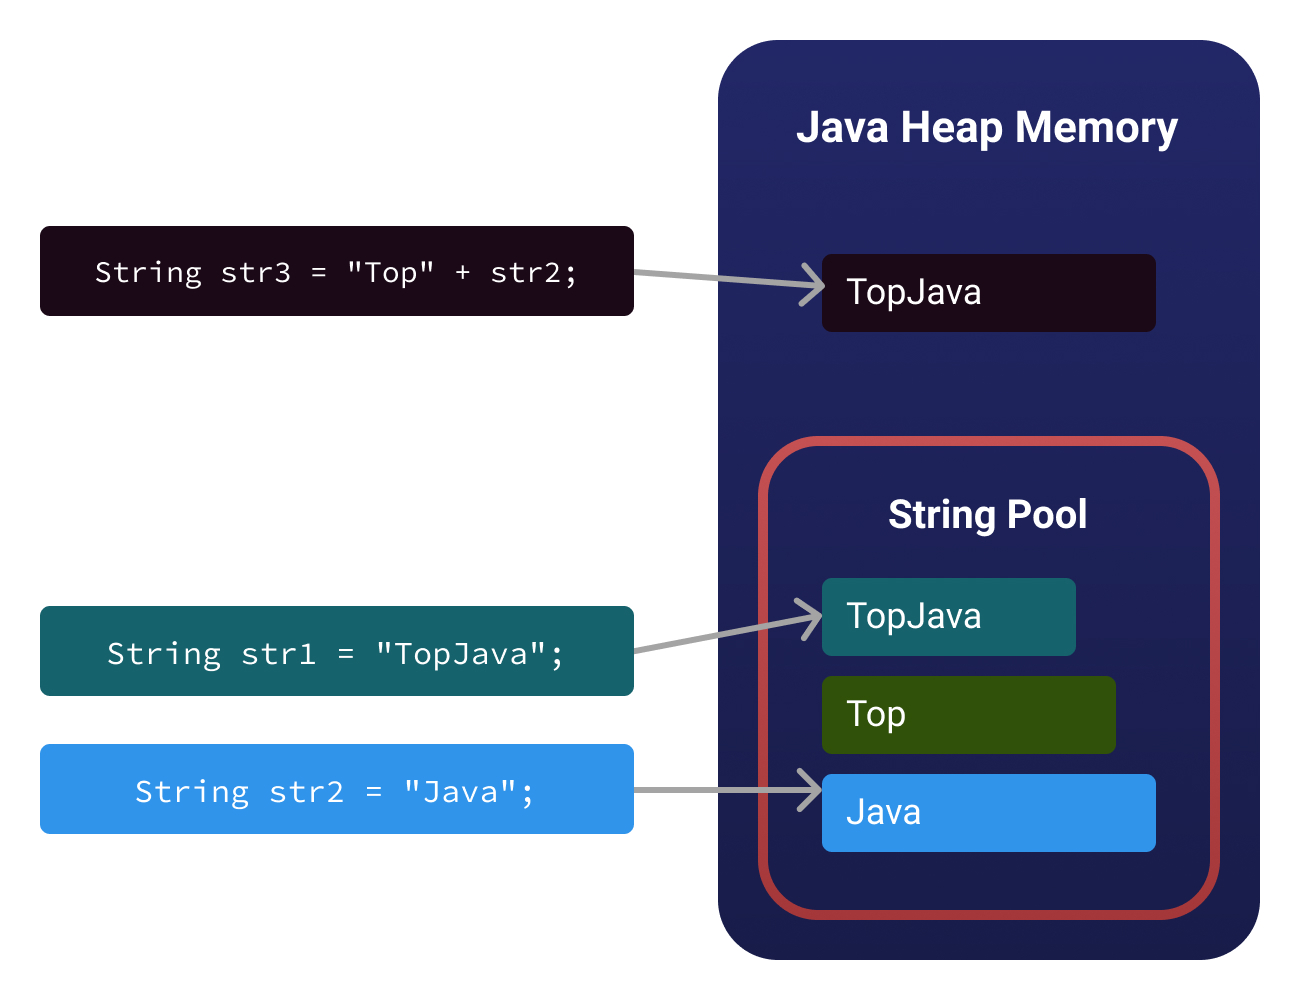 Java Heap Memory
String str3 = "Top" + str2;
TopJava
String Pool
String str1 = "TopJava";
TopJava
Top
String str2 = "Java";
Java